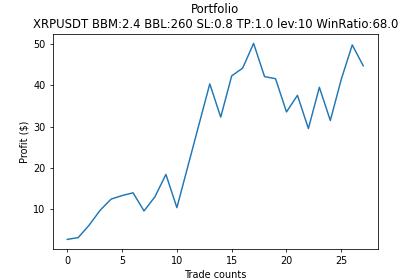 Portfolio
XRPUSDT BBM:2.4 BBL:260 SL:0.8 TP:1.0 lev:10 WinRatio:68.0
50
40
30
20
10
Profit ($)
0 5 10 15 20 25
Trade counts